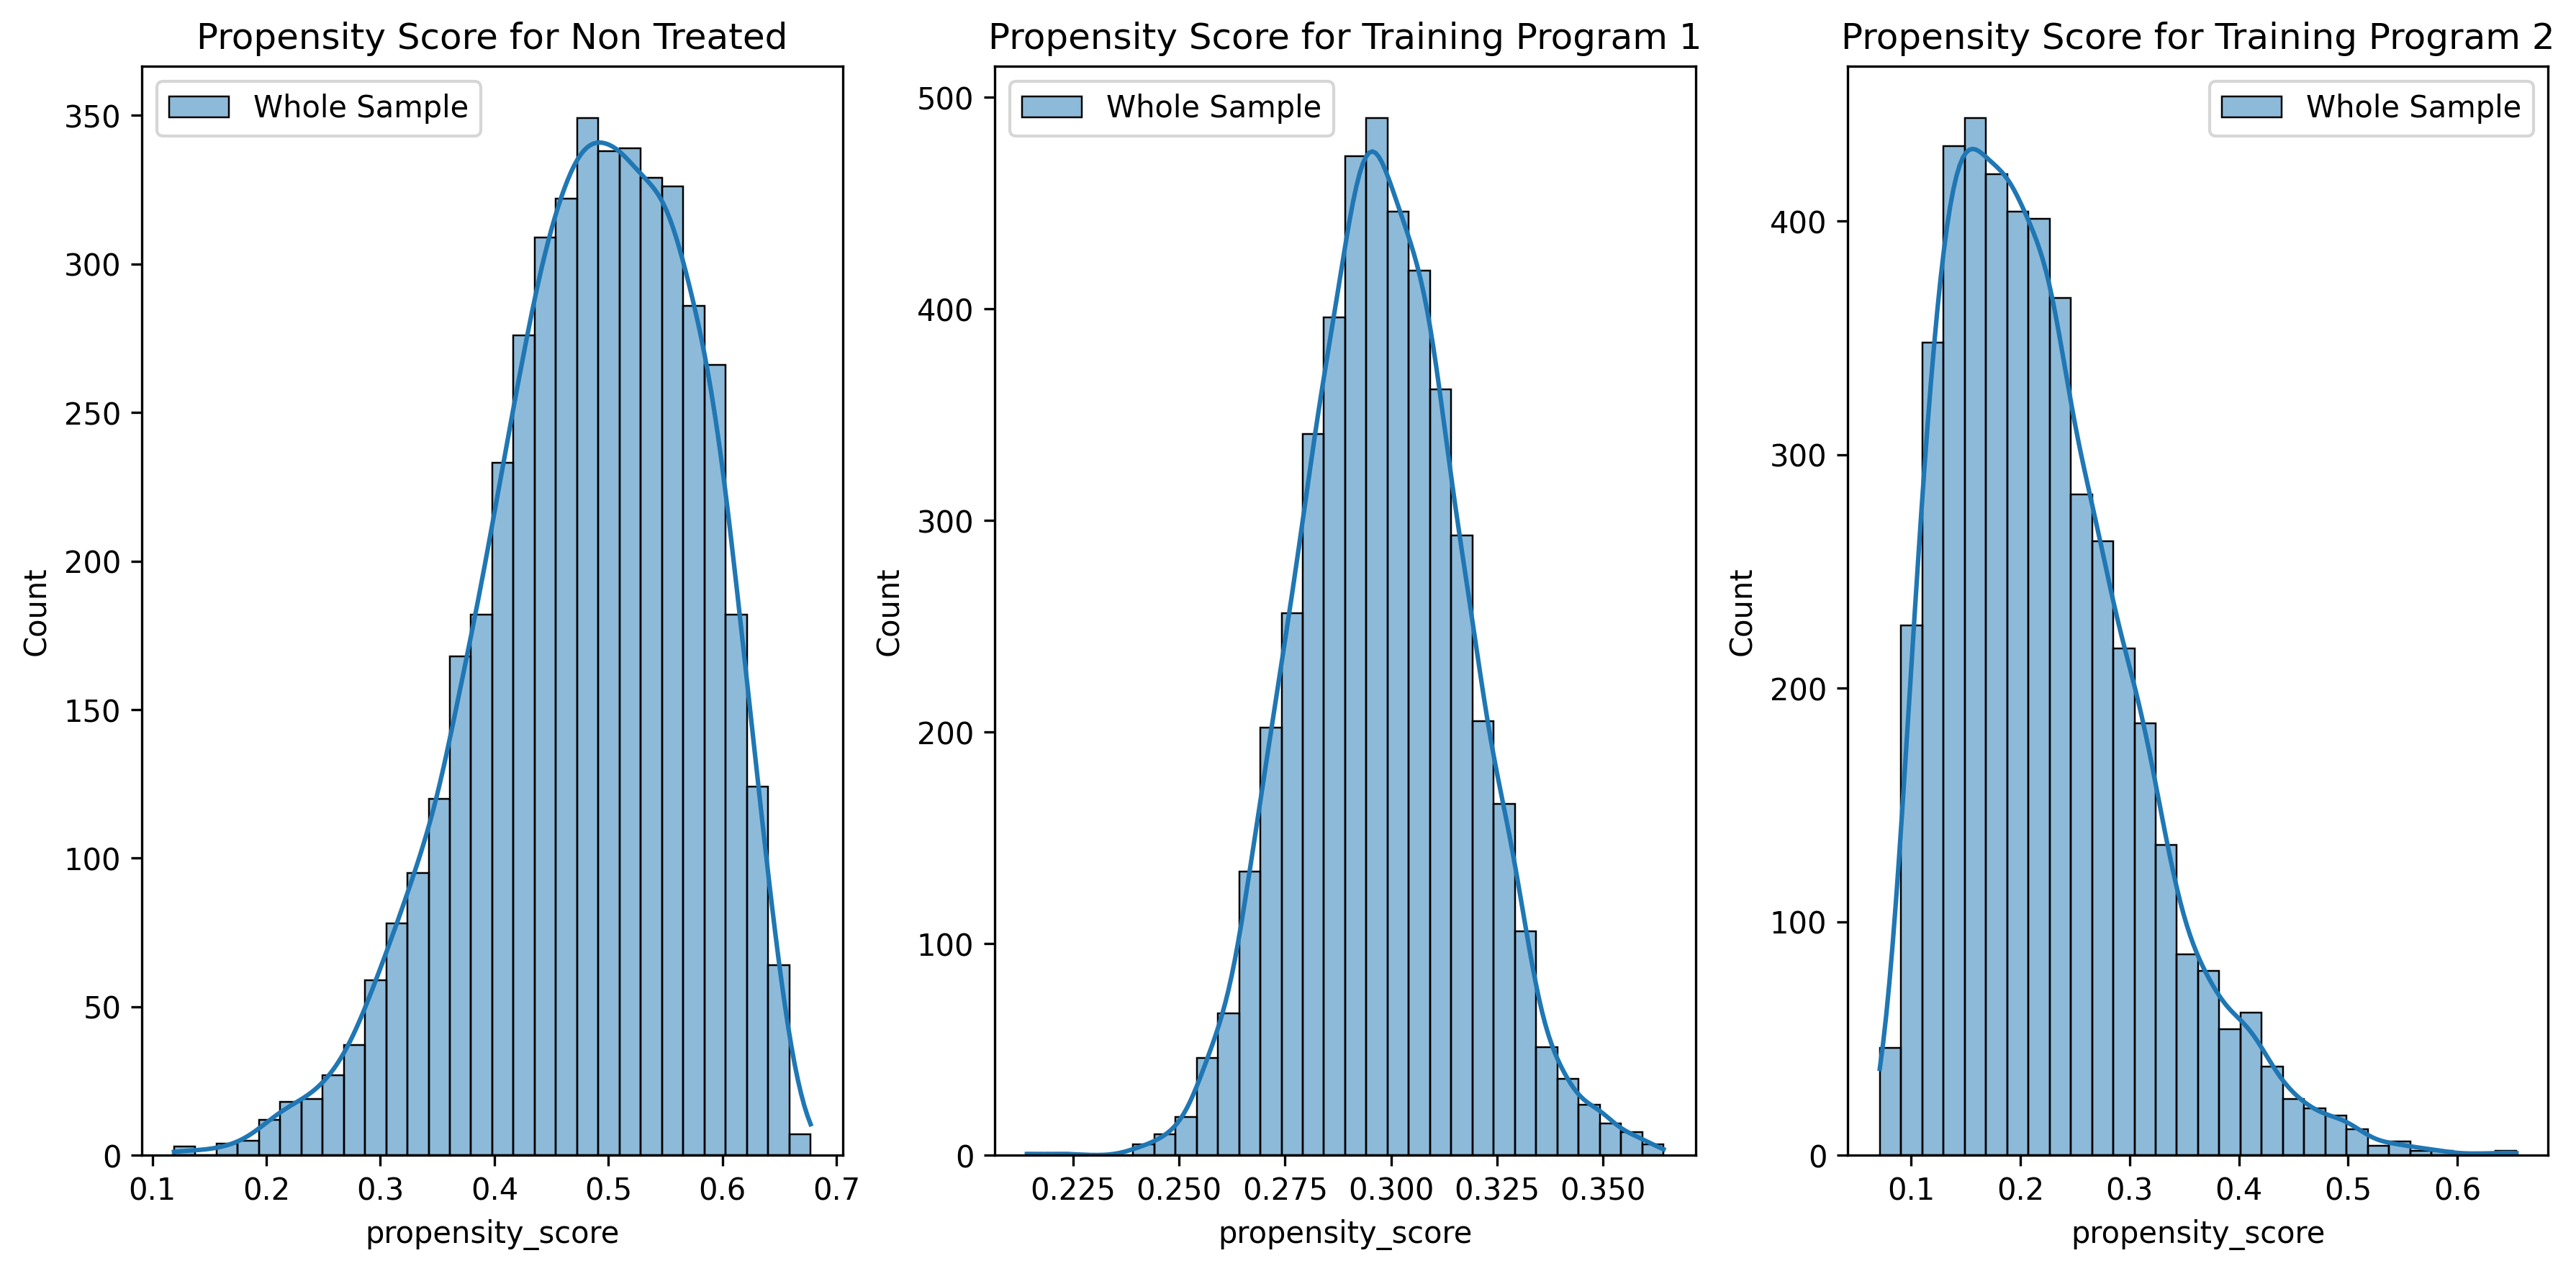 Propensity Score for Non Treated
Whole Sample
350
300
250
200
150
100
50
0
Count
0.1 0.2 0.3 0.4 0.5 0.6 0.7
propensity_score
Propensity Score for Training Program 1
Whole Sample
500
400
300
200
100
0
Count
0.225 0.250 0.275 0.300 0.325 0.350
propensity_score
Propensity Score for Training Program 2
Whole Sample
400
300
200
100
0
Count
0.1 0.2 0.3 0.4 0.5 0.6
propensity_score